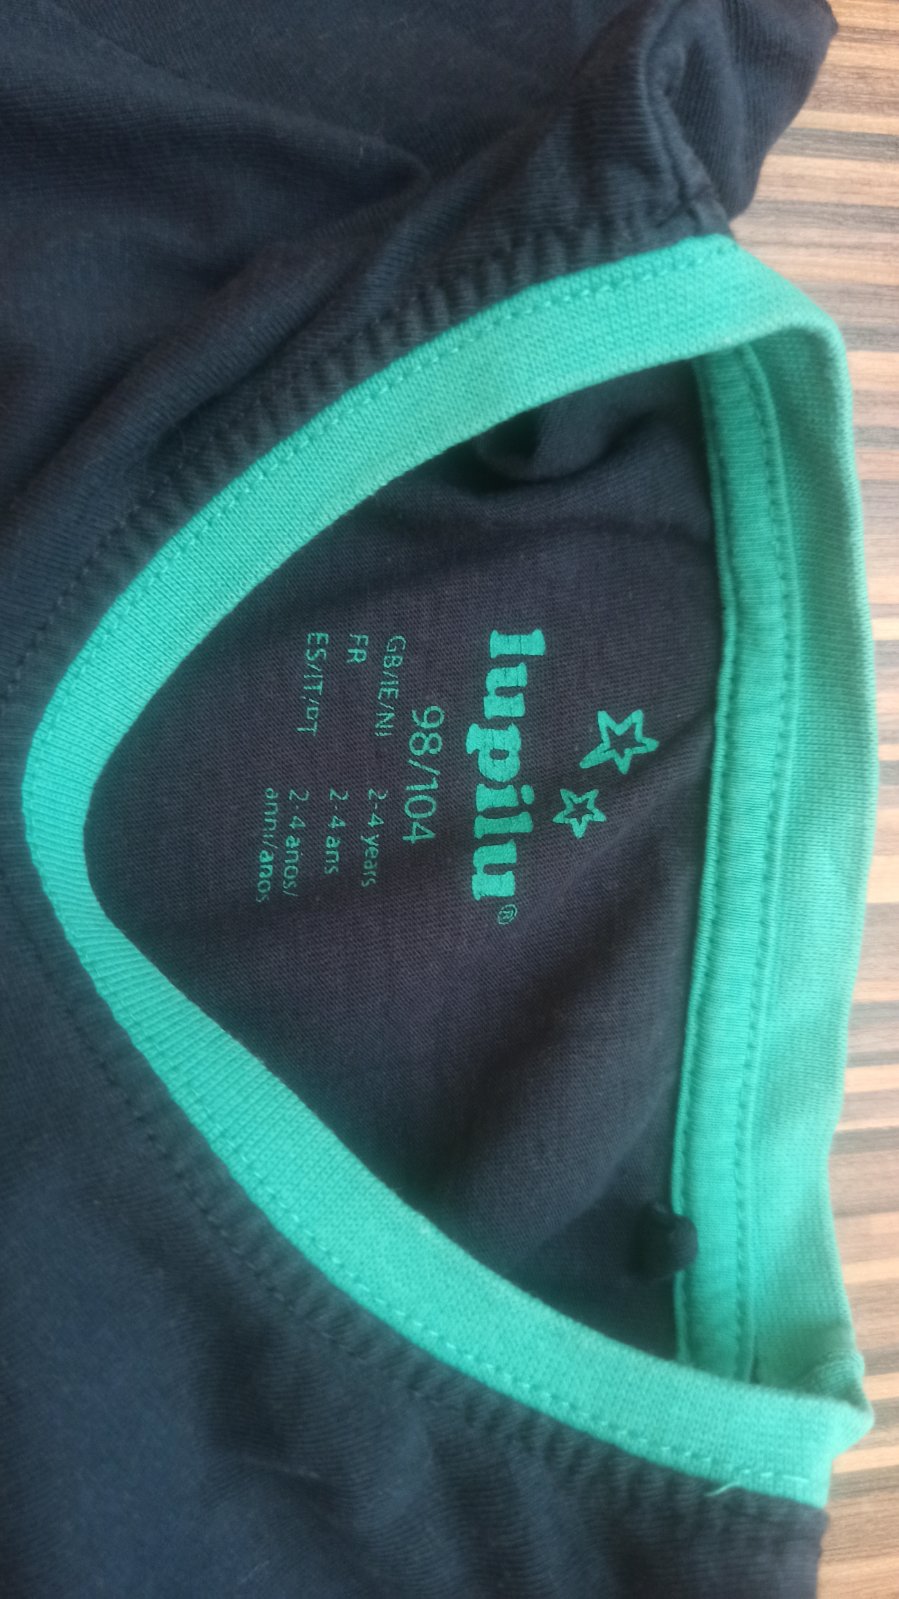 lupilu®
98/104
GB/IE/NI 2-4 years
FR 2-4 ans
ES/IT/PT 2-4 anos/
anni/anos